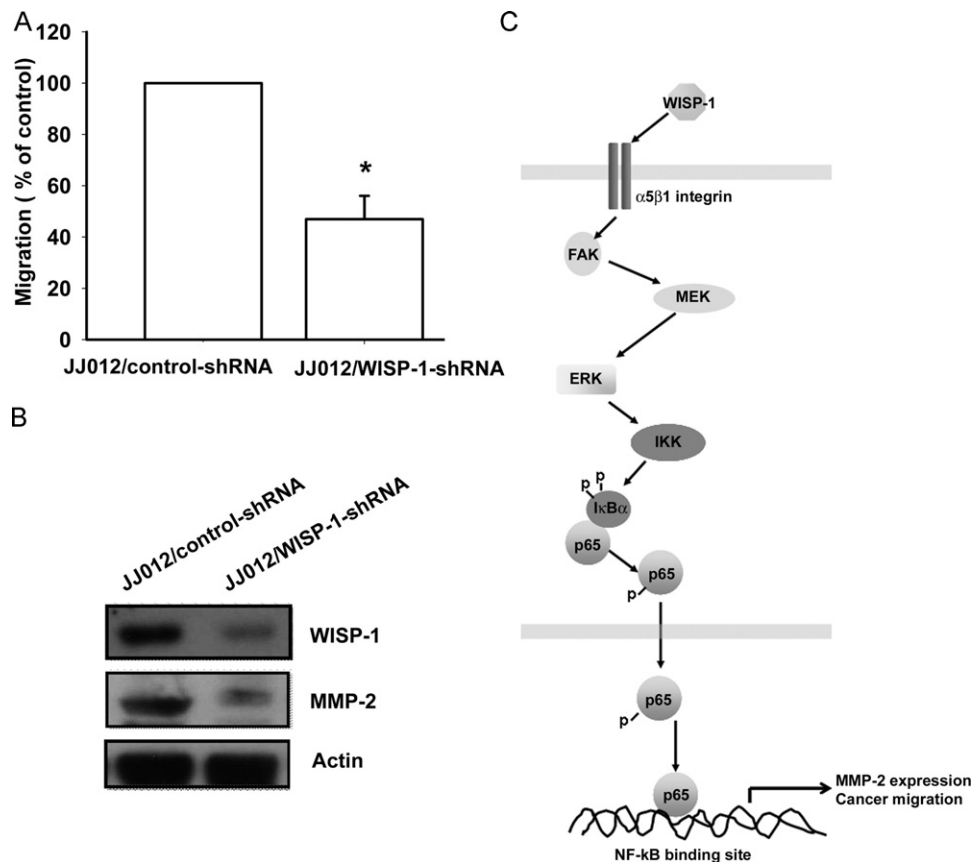 A
Migration ( % of control)
120
100
80
60
40
20
0
*
JJ012/control-shRNA
JJ012/WISP-1-shRNA
B
JJ012/control-shRNA
JJ012/WISP-1-shRNA
WISP-1
MMP-2
Actin
C
WISP-1
α5β1 integrin
FAK
MEK
ERK
IKK
p
p
IκBα
p65
p65
p
p65
p
p65
MMP-2 expression
Cancer migration
NF-kB binding site